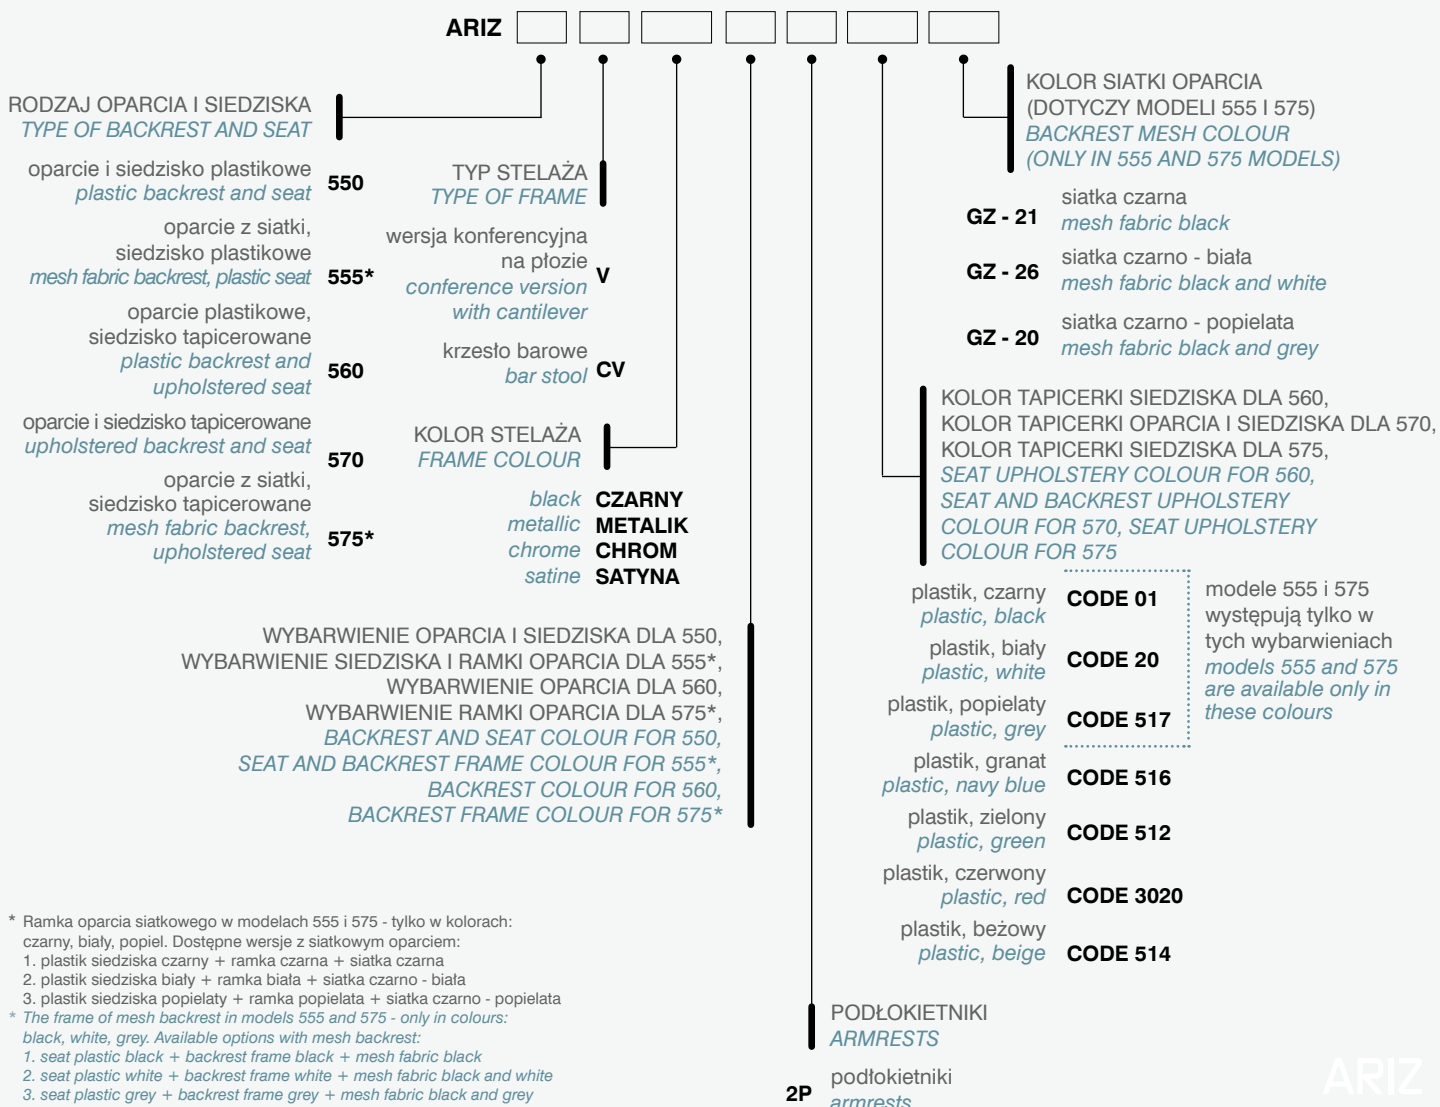 ARIZ
RODZAJ OPARCIA I SIEDZISKA
TYPE OF BACKREST AND SEAT
oparcie i siedzisko plastikowe
plastic backrest and seat
550
oparcie z siatki,
siedzisko plastikowe
mesh fabric backrest, plastic seat
555*
oparcie plastikowe,
siedzisko tapicerowane
plastic backrest and
upholstered seat
560
oparcie i siedzisko tapicerowane
upholstered backrest and seat
570
oparcie z siatki,
siedzisko tapicerowane
mesh fabric backrest,
upholstered seat
575*
TYP STELAŻA
TYPE OF FRAME
wersja konferencyjna
na płozie
conference version
with cantilever
V
krzesło barowe
bar stool
CV
KOLOR STELAŻA
FRAME COLOUR
black CZARNY
metallic METALIK
chrome CHROM
satine SATYNA
WYBARWIENIE OPARCIA I SIEDZISKA DLA 550,
WYBARWIENIE SIEDZISKA I RAMKI OPARCIA DLA 555*,
WYBARWIENIE OPARCIA DLA 560,
WYBARWIENIE RAMKI OPARCIA DLA 575*,
BACKREST AND SEAT COLOUR FOR 550,
SEAT AND BACKREST FRAME COLOUR FOR 555*,
BACKREST COLOUR FOR 560,
BACKREST FRAME COLOUR FOR 575*
KOLOR SIATKI OPARCIA
(DOTYCZY MODELI 555 I 575)
BACKREST MESH COLOUR
(ONLY IN 555 AND 575 MODELS)
GZ - 21
siatka czarna
mesh fabric black
GZ - 26
siatka czarno - biała
mesh fabric black and white
GZ - 20
siatka czarno - popielata
mesh fabric black and grey
KOLOR TAPICERKI SIEDZISKA DLA 560,
KOLOR TAPICERKI OPARCIA I SIEDZISKA DLA 570,
KOLOR TAPICERKI SIEDZISKA DLA 575,
SEAT UPHOLSTERY COLOUR FOR 560,
SEAT AND BACKREST UPHOLSTERY
COLOUR FOR 570, SEAT UPHOLSTERY
COLOUR FOR 575
plastik, czarny
plastic, black
CODE 01
plastik, biały
plastic, white
CODE 20
plastik, popielaty
plastic, grey
CODE 517
modele 555 i 575
występują tylko w
tych wybarwieniach
models 555 and 575
are available only in
these colours
plastik, granat
plastic, navy blue
CODE 516
plastik, zielony
plastic, green
CODE 512
plastik, czerwony
plastic, red
CODE 3020
plastik, beżowy
plastic, beige
CODE 514
* Ramka oparcia siatkowego w modelach 555 i 575 - tylko w kolorach:
czarny, biały, popiel. Dostępne wersje z siatkowym oparciem:
1. plastik siedziska czarny + ramka czarna + siatka czarna
2. plastik siedziska biały + ramka biała + siatka czarno - biała
3. plastik siedziska popielaty + ramka popielata + siatka czarno - popielata
* The frame of mesh backrest in models 555 and 575 - only in colours:
black, white, grey. Available options with mesh backrest:
1. seat plastic black + backrest frame black + mesh fabric black
2. seat plastic white + backrest frame white + mesh fabric black and white
3. seat plastic grey + backrest frame grey + mesh fabric black and grey
PODŁOKIETNIKI
ARMRESTS
2P
podłokietniki
armrests
ARIZ